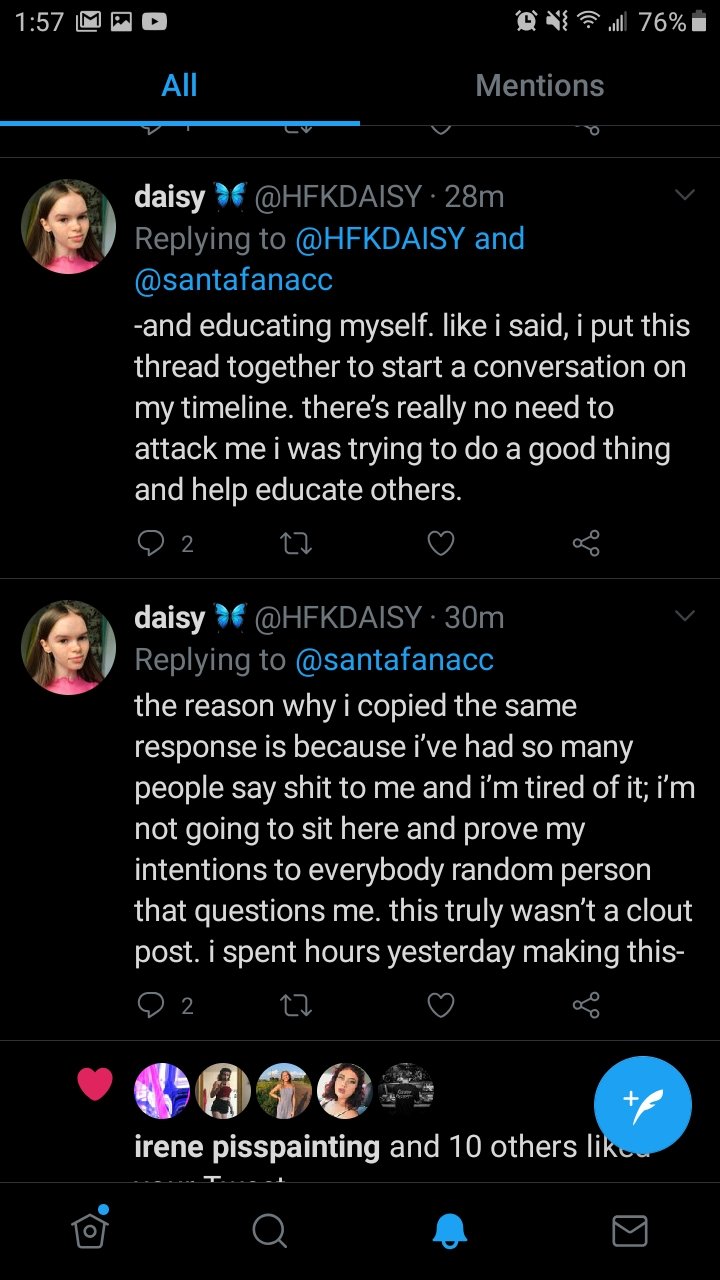 1:57 76%
All Mentions
daisy 🦋 @HFKDAISY · 28m
Replying to @HFKDAISY and
@santafanacc
-and educating myself. like i said, i put this
thread together to start a conversation on
my timeline. there's really no need to
attack me i was trying to do a good thing
and help educate others.
2
daisy 🦋 @HFKDAISY · 30m
Replying to @santafanacc
the reason why i copied the same
response is because i've had so many
people say shit to me and i'm tired of it; i'm
not going to sit here and prove my
intentions to everybody random person
that questions me. this truly wasn't a clout
post. i spent hours yesterday making this-
2
irene pisspainting and 10 others liked
your Tweet